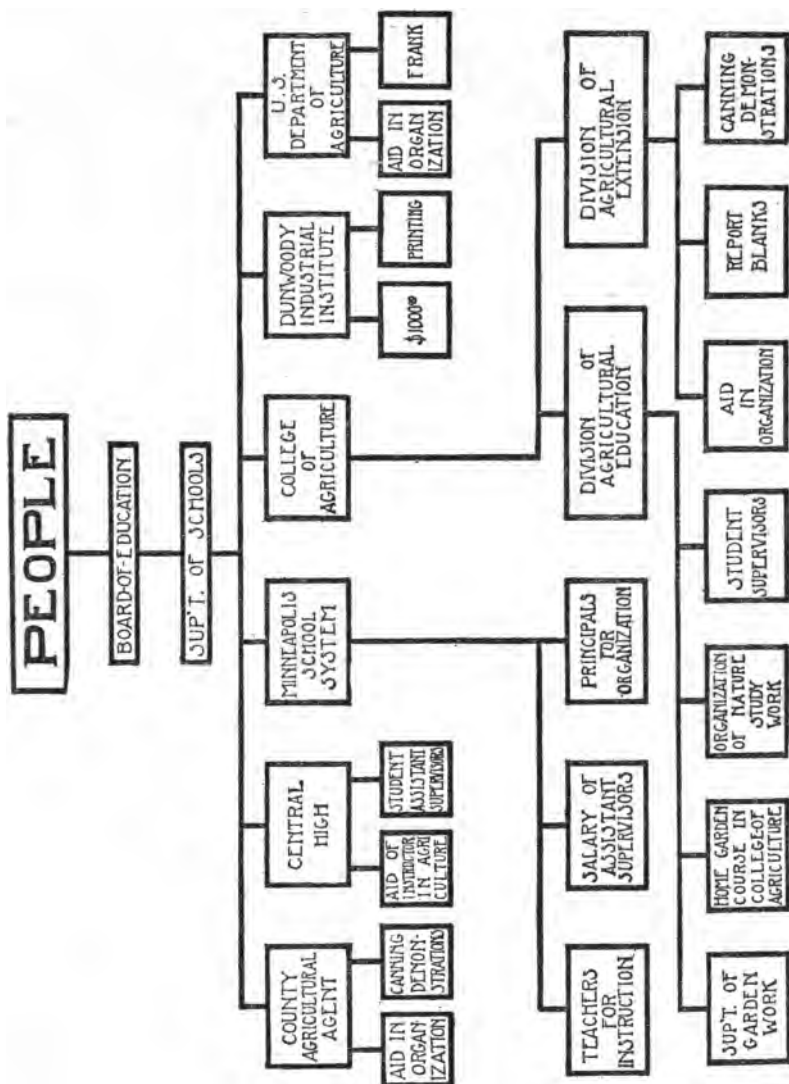 PEOPLE
BOARD-OF-EDUCATION
SUP'T. OF SCHOOLS
COUNTY
AGRICULTURAL
AGENT
CENTRAL
HIGH
MINNEAPOLIS
SCHOOL
SYSTEM
COLLEGE
OF
AGRICULTURE
DUNWOODY
INDUSTRIAL
INSTITUTE
U.S.
DEPARTMENT
OF
AGRICULTURE
AID IN
ORGAN
IZATION
CANNING
DEMON-
STRATIONS
AID OF
INSTRUCTOR
IN AGRI
CULTURE
STUDENT
ASSISTANT
SUPERVISORS
$1000⁰⁰
PRINTING
AID IN
ORGAN
IZATION
FRANK
TEACHERS
FOR
INSTRUCTION
SALARY OF
ASSISTANT
SUPERVISORS
PRINCIPALS
FOR
ORGANIZATION
DIVISION OF
AGRICULTURAL
EDUCATION
DIVISION OF
AGRICULTURAL
EXTENSION
SUP'T. OF
GARDEN
WORK
HOME GARDEN
COURSE IN
COLLEGE-OF
AGRICULTURE
ORGANIZATION
OF NATURE
STUDY
WORK
STUDENT
SUPERVISORS
AID
IN
ORGANIZATION
REPORT
BLANKS
CANNING
DEMON-
STRATIONS